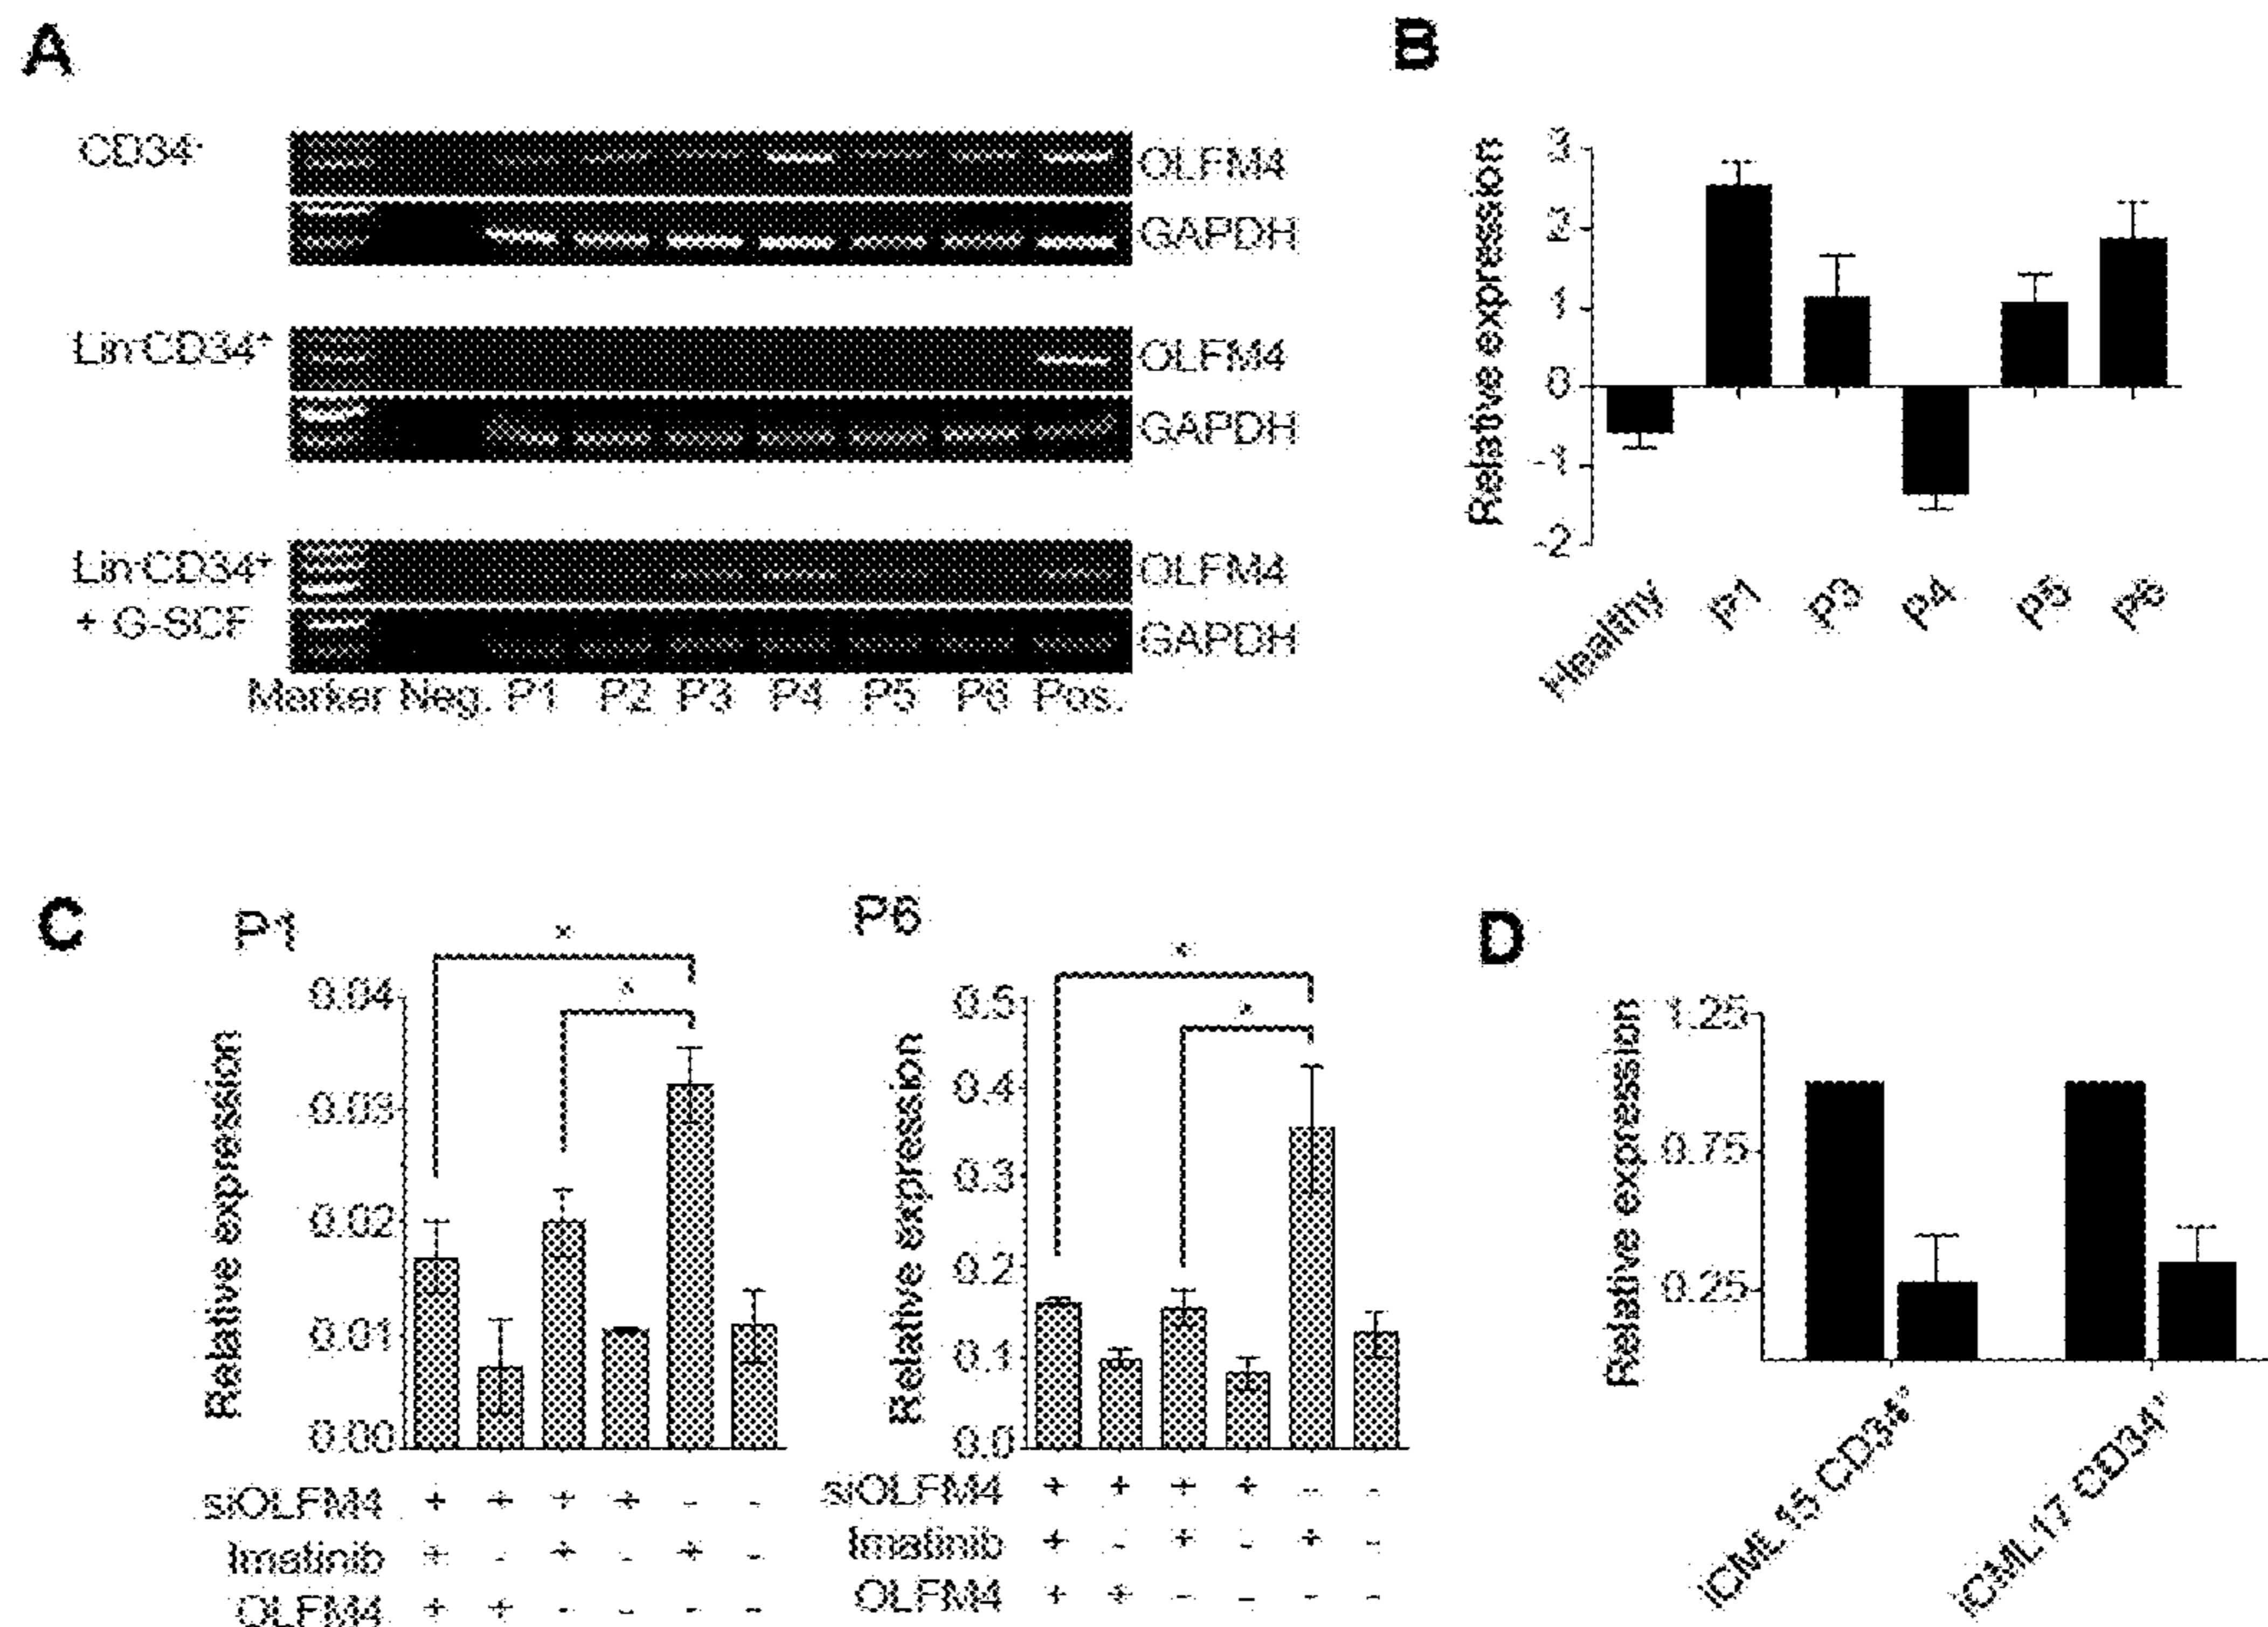 A
CD34-
OLFM4
GAPDH
Lin-CD34+
OLFM4
GAPDH
Lin-CD34+
+ G-SCF
OLFM4
GAPDH
Marker Neg. P1 P2 P3 P4 P5 P6 Pos.
B
Relative expression
3
2
1
0
-1
-2
Healthy P1 P3 P4 P5 P6
C
P1
* *
Relative expression
0.04
0.03
0.02
0.01
0.00
siOLFM4 + + + + - -
Imatinib + - + - + -
OLFM4 + + - - - -
P6
* *
Relative expression
0.5
0.4
0.3
0.2
0.1
0.0
siOLFM4 + + + + - -
Imatinib + - + - + -
OLFM4 + + - - - -
D
Relative expression
1.25
0.75
0.25
iCML 15 CD34+
iCML 17 CD34+